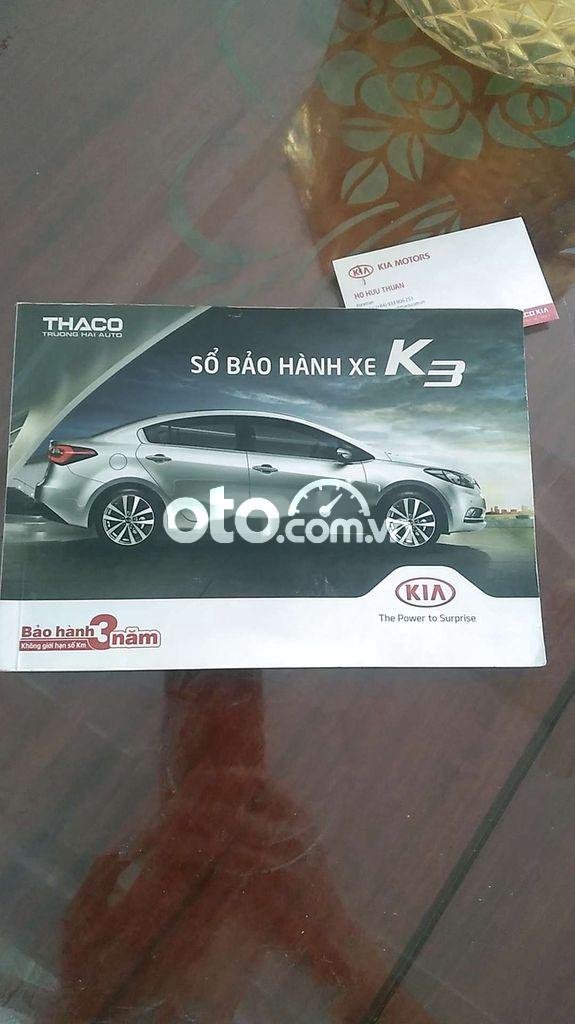 KIA KIA MOTORS
HO HUU THUAN
THACO
TRUONG HAI AUTO
SỔ BẢO HÀNH XE K3
oto.com.vn
KIA
The Power to Surprise
Bảo hành 3 năm
Không giới hạn số Km